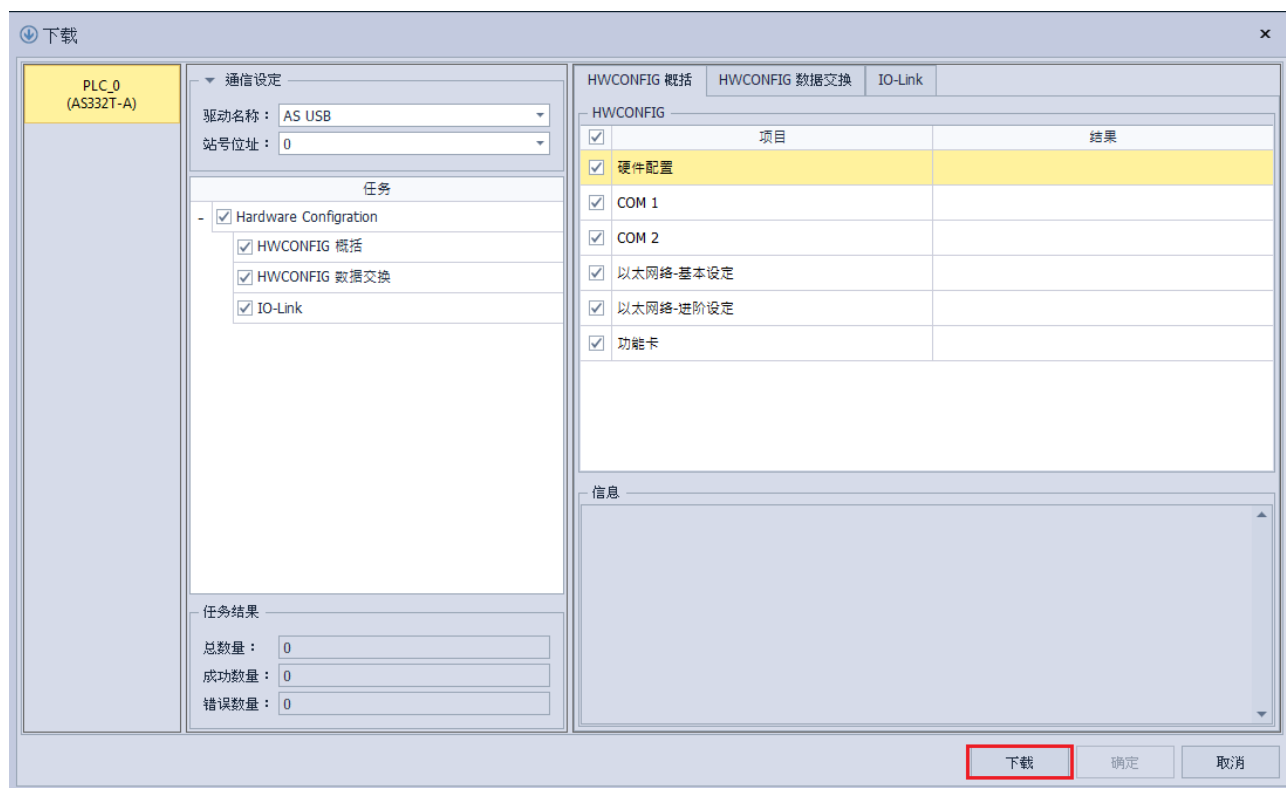 下载
PLC_0
(AS332T-A)
通信设定
驱动名称： AS USB
站号位址： 0
任务
Hardware Configration
HWCONFIG 概括
HWCONFIG 数据交换
IO-Link
任务结果
总数量： 0
成功数量： 0
错误数量： 0
HWCONFIG 概括 HWCONFIG 数据交换 IO-Link
HWCONFIG
项目 结果
硬件配置
COM 1
COM 2
以太网络-基本设定
以太网络-进阶设定
功能卡
信息
下载 确定 取消